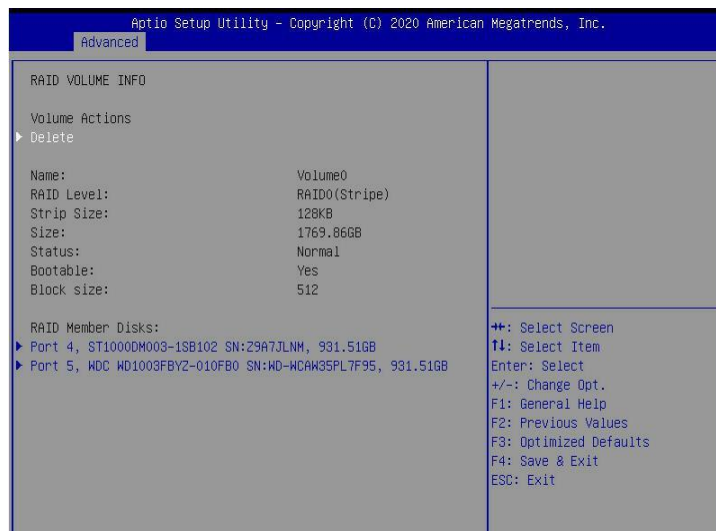 Aptio Setup Utility – Copyright (C) 2020 American Megatrends, Inc.
Advanced
RAID VOLUME INFO
Volume Actions
Delete
Name: Volume0
RAID Level: RAID0(Stripe)
Strip Size: 128KB
Size: 1769.86GB
Status: Normal
Bootable: Yes
Block size: 512
RAID Member Disks:
Port 4, ST1000DM003-1SB102 SN:Z9A7JLNM, 931.51GB
Port 5, WDC WD1003FBYZ-010FB0 SN:WD-WCAW35PL7F95, 931.51GB
→←: Select Screen
↑↓: Select Item
Enter: Select
+/-: Change Opt.
F1: General Help
F2: Previous Values
F3: Optimized Defaults
F4: Save & Exit
ESC: Exit